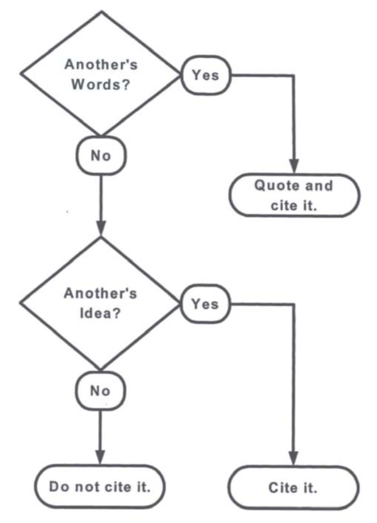 Another's
Words?
Yes
No
Quote and
cite it.
Another's
Idea?
Yes
No
Do not cite it.
Cite it.